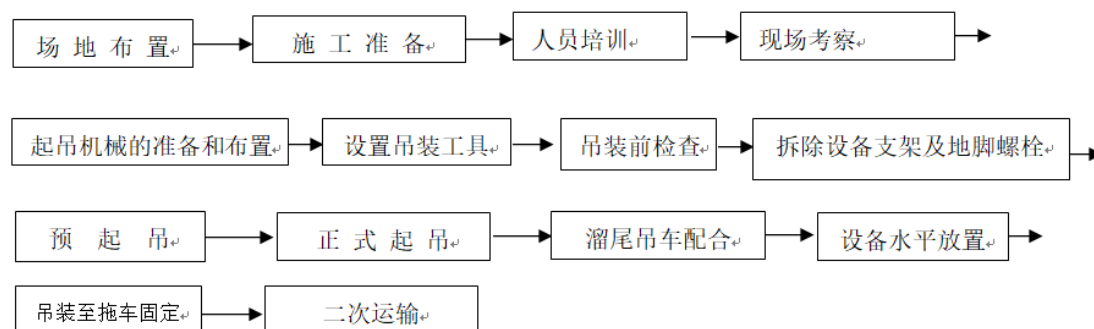 场地布置 施工准备 人员培训 现场考察
起吊机械的准备和布置 设置吊装工具 吊装前检查 拆除设备支架及地脚螺栓
预起吊 正式起吊 溜尾吊车配合 设备水平放置
吊装至拖车固定 二次运输